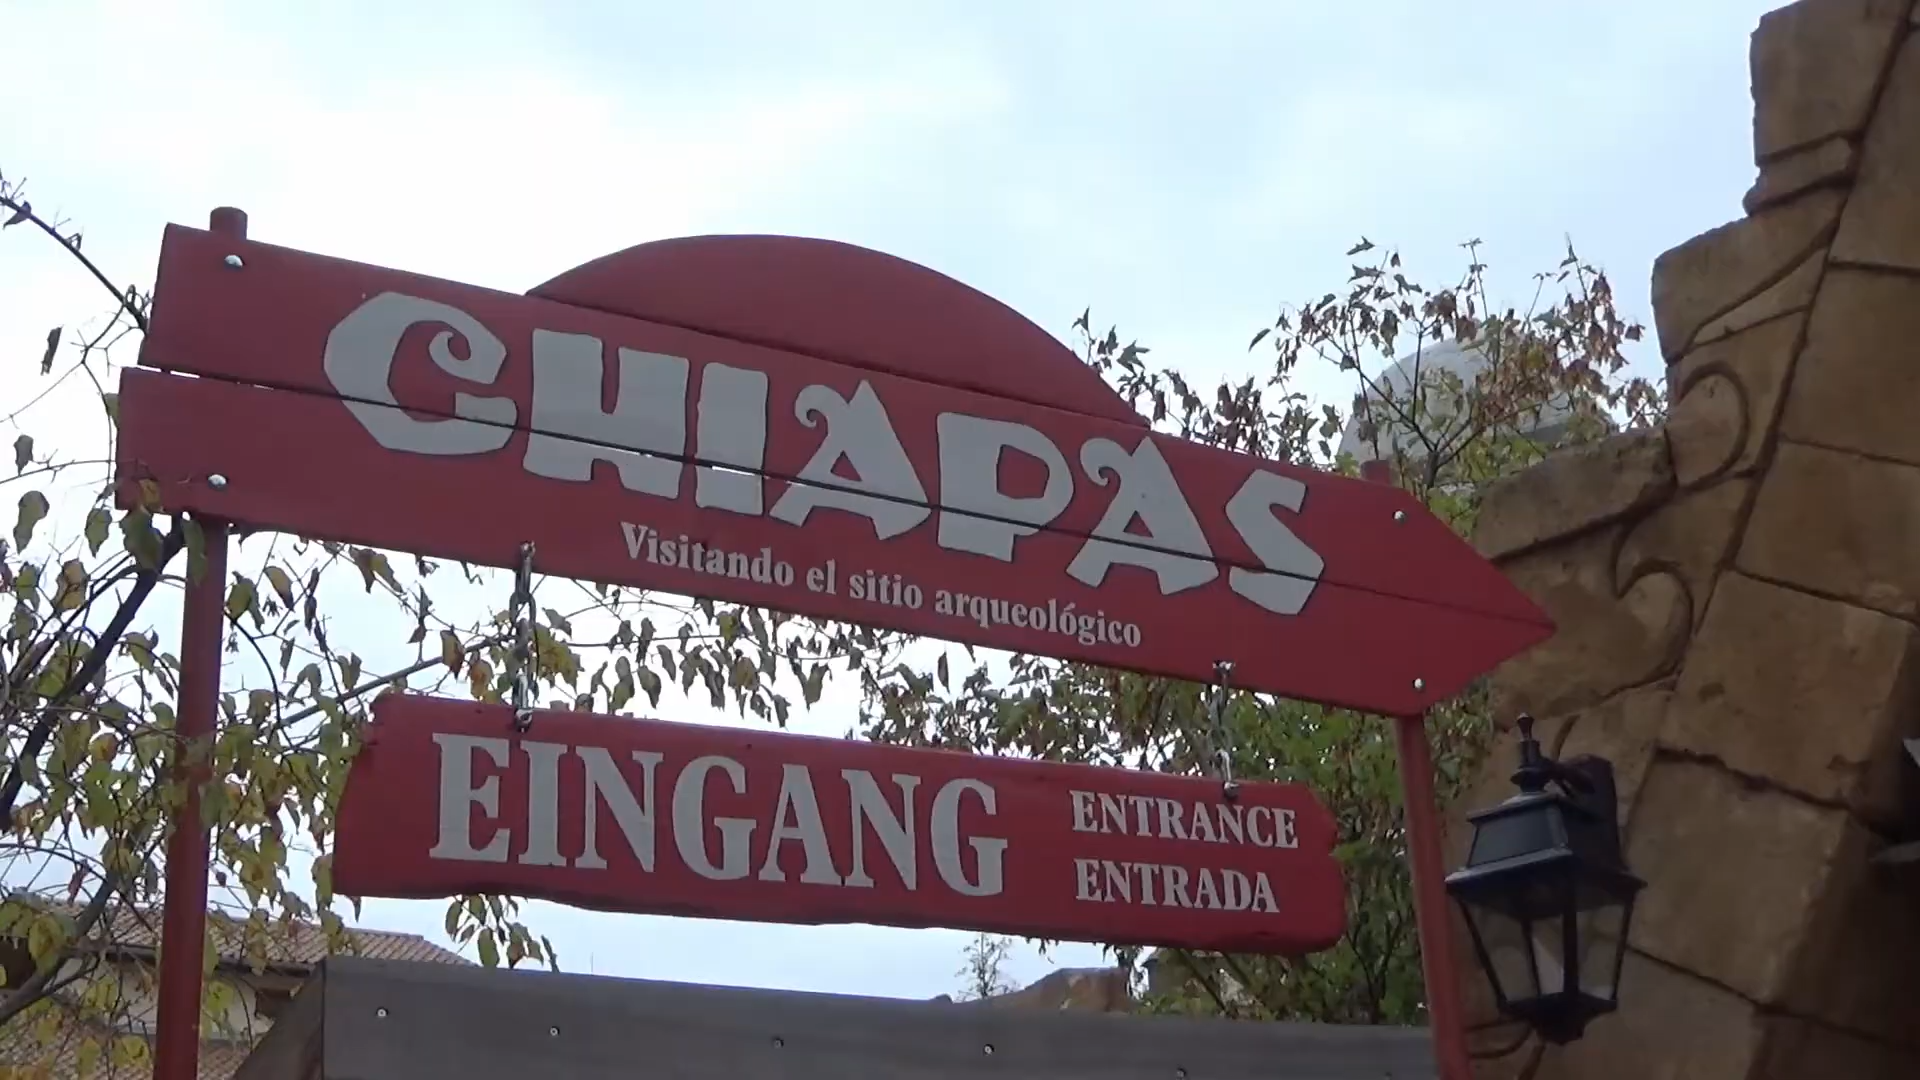 CHIAPAS
Visitando el sitio arqueológico
EINGANG
ENTRANCE
ENTRADA